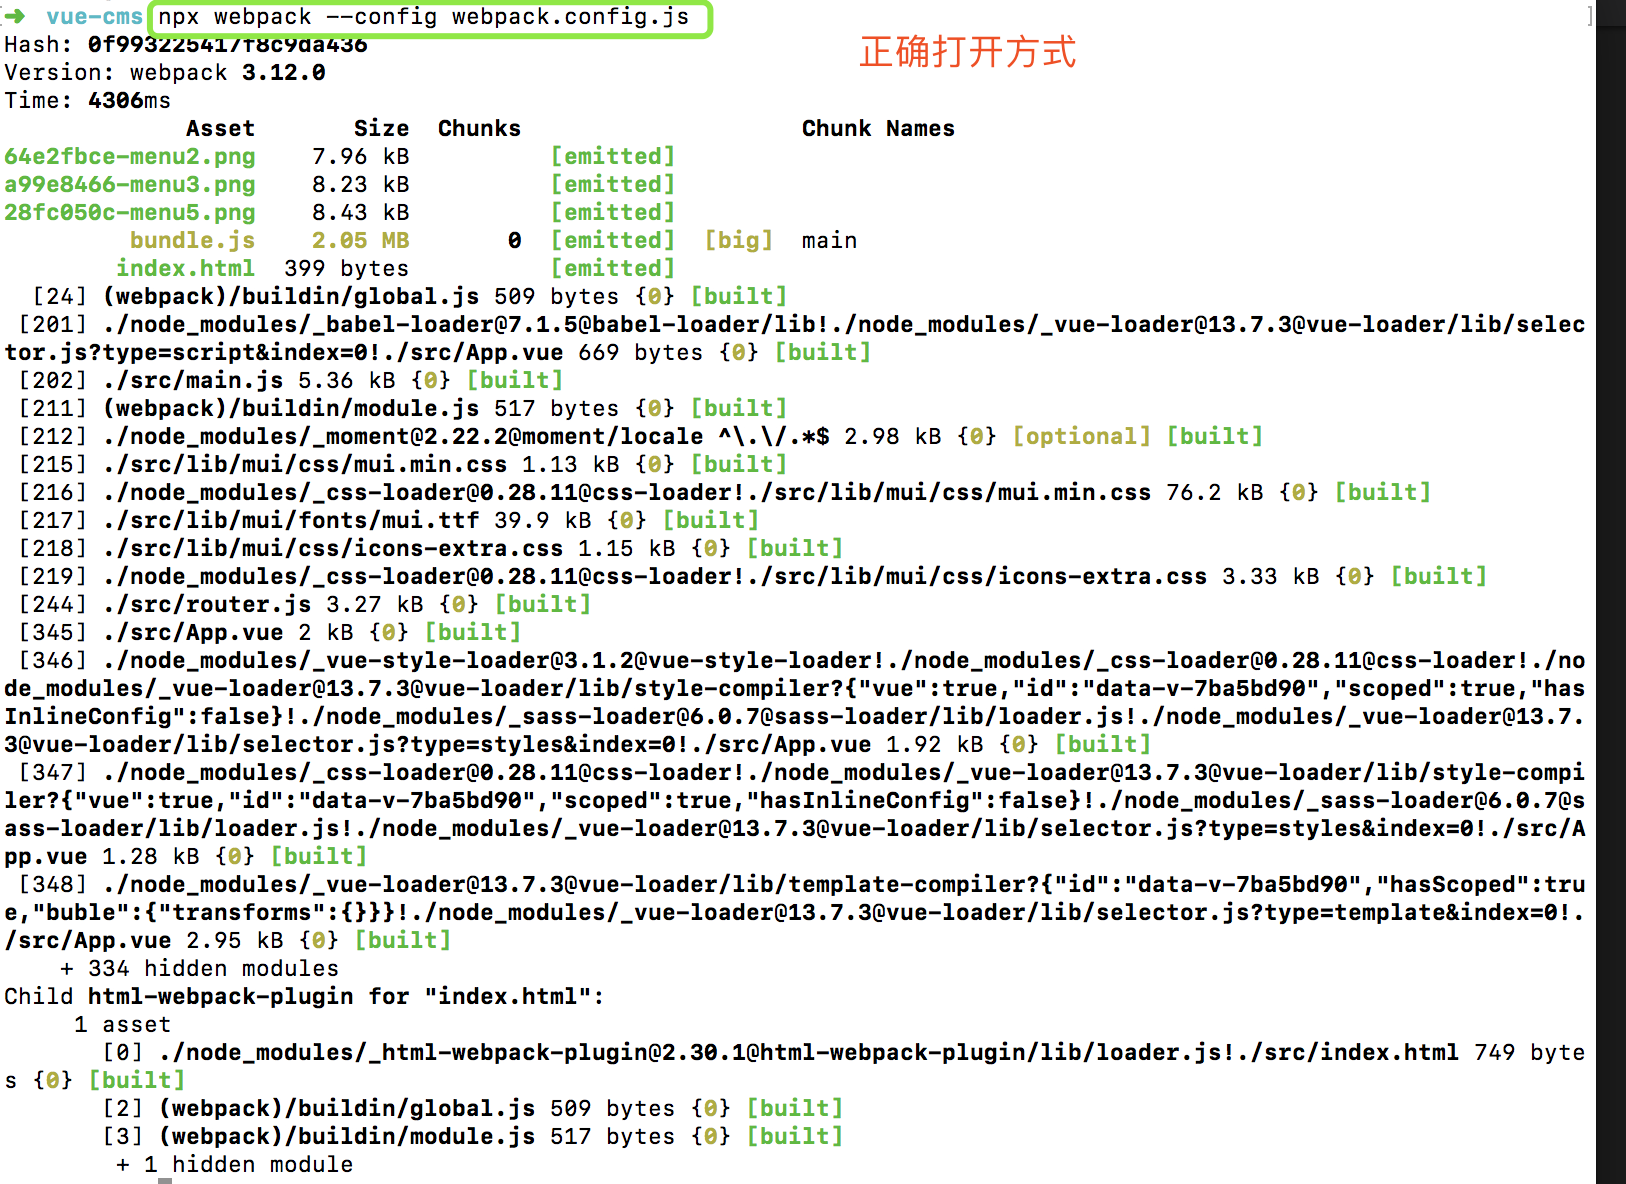 ➜ vue-cms npx webpack --config webpack.config.js
Hash: 0f993225417f8c9da436
正确打开方式
Version: webpack 3.12.0
Time: 4306ms
Asset Size Chunks Chunk Names
64e2fbce-menu2.png 7.96 kB [emitted]
a99e8466-menu3.png 8.23 kB [emitted]
28fc050c-menu5.png 8.43 kB [emitted]
bundle.js 2.05 MB 0 [emitted] [big] main
index.html 399 bytes [emitted]
[24] (webpack)/buildin/global.js 509 bytes {0} [built]
[201] ./node_modules/_babel-loader@7.1.5@babel-loader/lib!./node_modules/_vue-loader@13.7.3@vue-loader/lib/selec
tor.js?type=script&index=0!./src/App.vue 669 bytes {0} [built]
[202] ./src/main.js 5.36 kB {0} [built]
[211] (webpack)/buildin/module.js 517 bytes {0} [built]
[212] ./node_modules/_moment@2.22.2@moment/locale ^\.\/.*$ 2.98 kB {0} [optional] [built]
[215] ./src/lib/mui/css/mui.min.css 1.13 kB {0} [built]
[216] ./node_modules/_css-loader@0.28.11@css-loader!./src/lib/mui/css/mui.min.css 76.2 kB {0} [built]
[217] ./src/lib/mui/fonts/mui.ttf 39.9 kB {0} [built]
[218] ./src/lib/mui/css/icons-extra.css 1.15 kB {0} [built]
[219] ./node_modules/_css-loader@0.28.11@css-loader!./src/lib/mui/css/icons-extra.css 3.33 kB {0} [built]
[244] ./src/router.js 3.27 kB {0} [built]
[345] ./src/App.vue 2 kB {0} [built]
[346] ./node_modules/_vue-style-loader@3.1.2@vue-style-loader!./node_modules/_css-loader@0.28.11@css-loader!./no
de_modules/_vue-loader@13.7.3@vue-loader/lib/style-compiler?{"vue":true,"id":"data-v-7ba5bd90","scoped":true,"has
InlineConfig":false}!./node_modules/_sass-loader@6.0.7@sass-loader/lib/loader.js!./node_modules/_vue-loader@13.7.
3@vue-loader/lib/selector.js?type=styles&index=0!./src/App.vue 1.92 kB {0} [built]
[347] ./node_modules/_css-loader@0.28.11@css-loader!./node_modules/_vue-loader@13.7.3@vue-loader/lib/style-compi
ler?{"vue":true,"id":"data-v-7ba5bd90","scoped":true,"hasInlineConfig":false}!./node_modules/_sass-loader@6.0.7@s
ass-loader/lib/loader.js!./node_modules/_vue-loader@13.7.3@vue-loader/lib/selector.js?type=styles&index=0!./src/A
pp.vue 1.28 kB {0} [built]
[348] ./node_modules/_vue-loader@13.7.3@vue-loader/lib/template-compiler?{"id":"data-v-7ba5bd90","hasScoped":tru
e,"buble":{"transforms":{}}}!./node_modules/_vue-loader@13.7.3@vue-loader/lib/selector.js?type=template&index=0!.
/src/App.vue 2.95 kB {0} [built]
+ 334 hidden modules
Child html-webpack-plugin for "index.html":
1 asset
[0] ./node_modules/_html-webpack-plugin@2.30.1@html-webpack-plugin/lib/loader.js!./src/index.html 749 byte
s {0} [built]
[2] (webpack)/buildin/global.js 509 bytes {0} [built]
[3] (webpack)/buildin/module.js 517 bytes {0} [built]
+ 1 hidden module